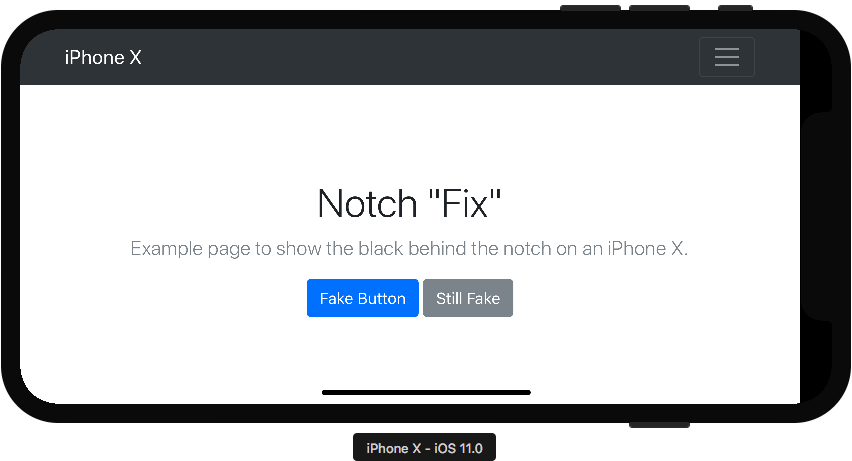 iPhone X
Notch "Fix"
Example page to show the black behind the notch on an iPhone X.
Fake Button Still Fake
iPhone X - iOS 11.0